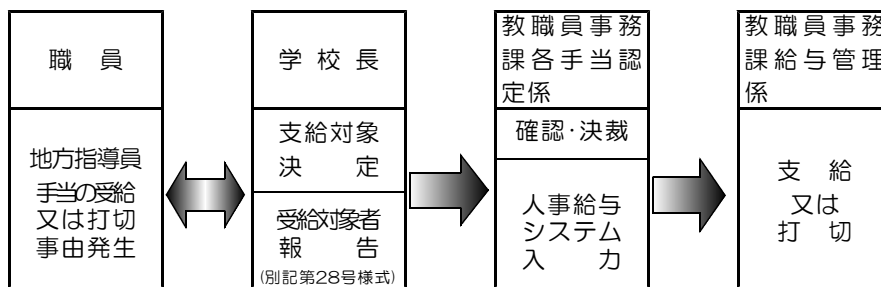 職 員
地方指導員
手当の受給
又は打切
事由発生
学 校 長
支給対象
決 定
受給対象者
報 告
(別記第28号様式)
教職員事務
課各手当認
定係
確認・決裁
人事給与
システム
入 力
教職員事務
課給与管理
係
支 給
又は
打 切